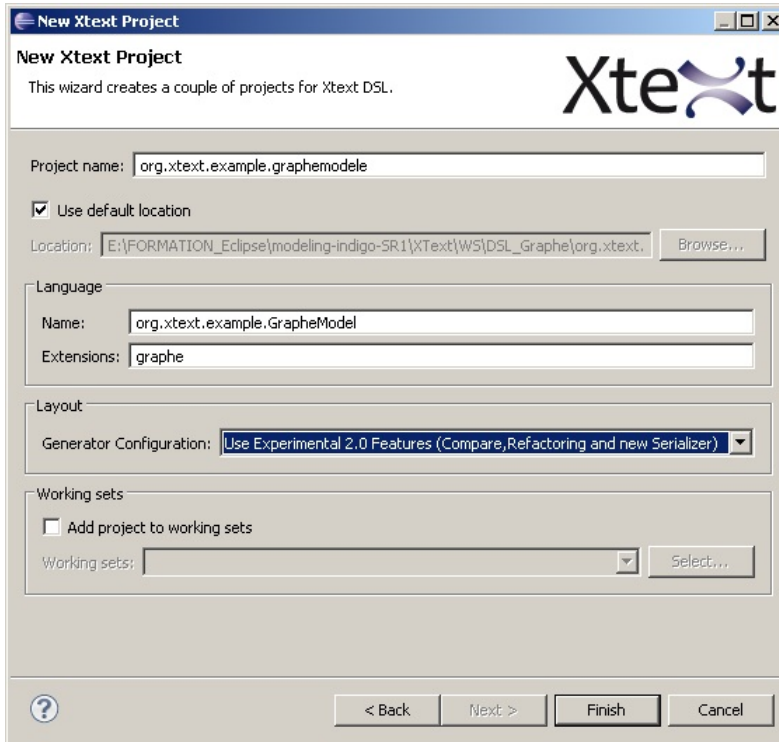 New Xtext Project
New Xtext Project
This wizard creates a couple of projects for Xtext DSL.
Xtext
Project name: org.xtext.example.graphemodele
Use default location
Location: E:\FORMATION_Eclipse\modeling-indigo-SR1\XText\WS\DSL_Graphe\org.xtext. Browse...
Language
Name: org.xtext.example.GrapheModel
Extensions: graphe
Layout
Generator Configuration: Use Experimental 2.0 Features (Compare,Refactoring and new Serializer)
Working sets
Add project to working sets
Working sets: Select...
? < Back Next > Finish Cancel